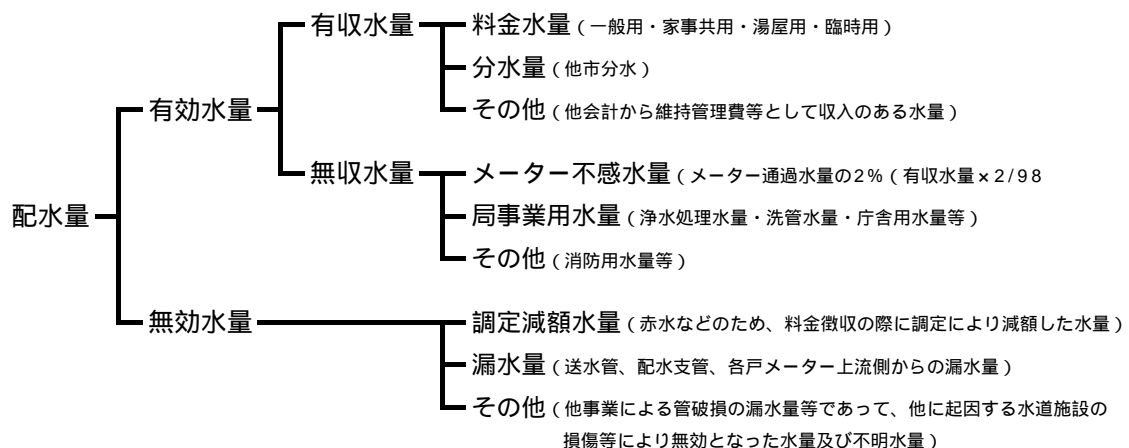 有収水量 料金水量（一般用・家事共用・湯屋用・臨時用）
分水量（他市分水）
有効水量 その他（他会計から維持管理費等として収入のある水量）
無収水量 メーター不感水量（メーター通過水量の2％（有収水量×2/98
配水量 局事業用水量（浄水処理水量・洗管水量・庁舎用水量等）
その他（消防用水量等）
無効水量 調定減額水量（赤水などのため、料金徴収の際に調定により減額した水量）
漏水量（送水管、配水支管、各戸メーター上流側からの漏水量）
その他（他事業による管破損の漏水量等であって、他に起因する水道施設の
損傷等により無効となった水量及び不明水量）